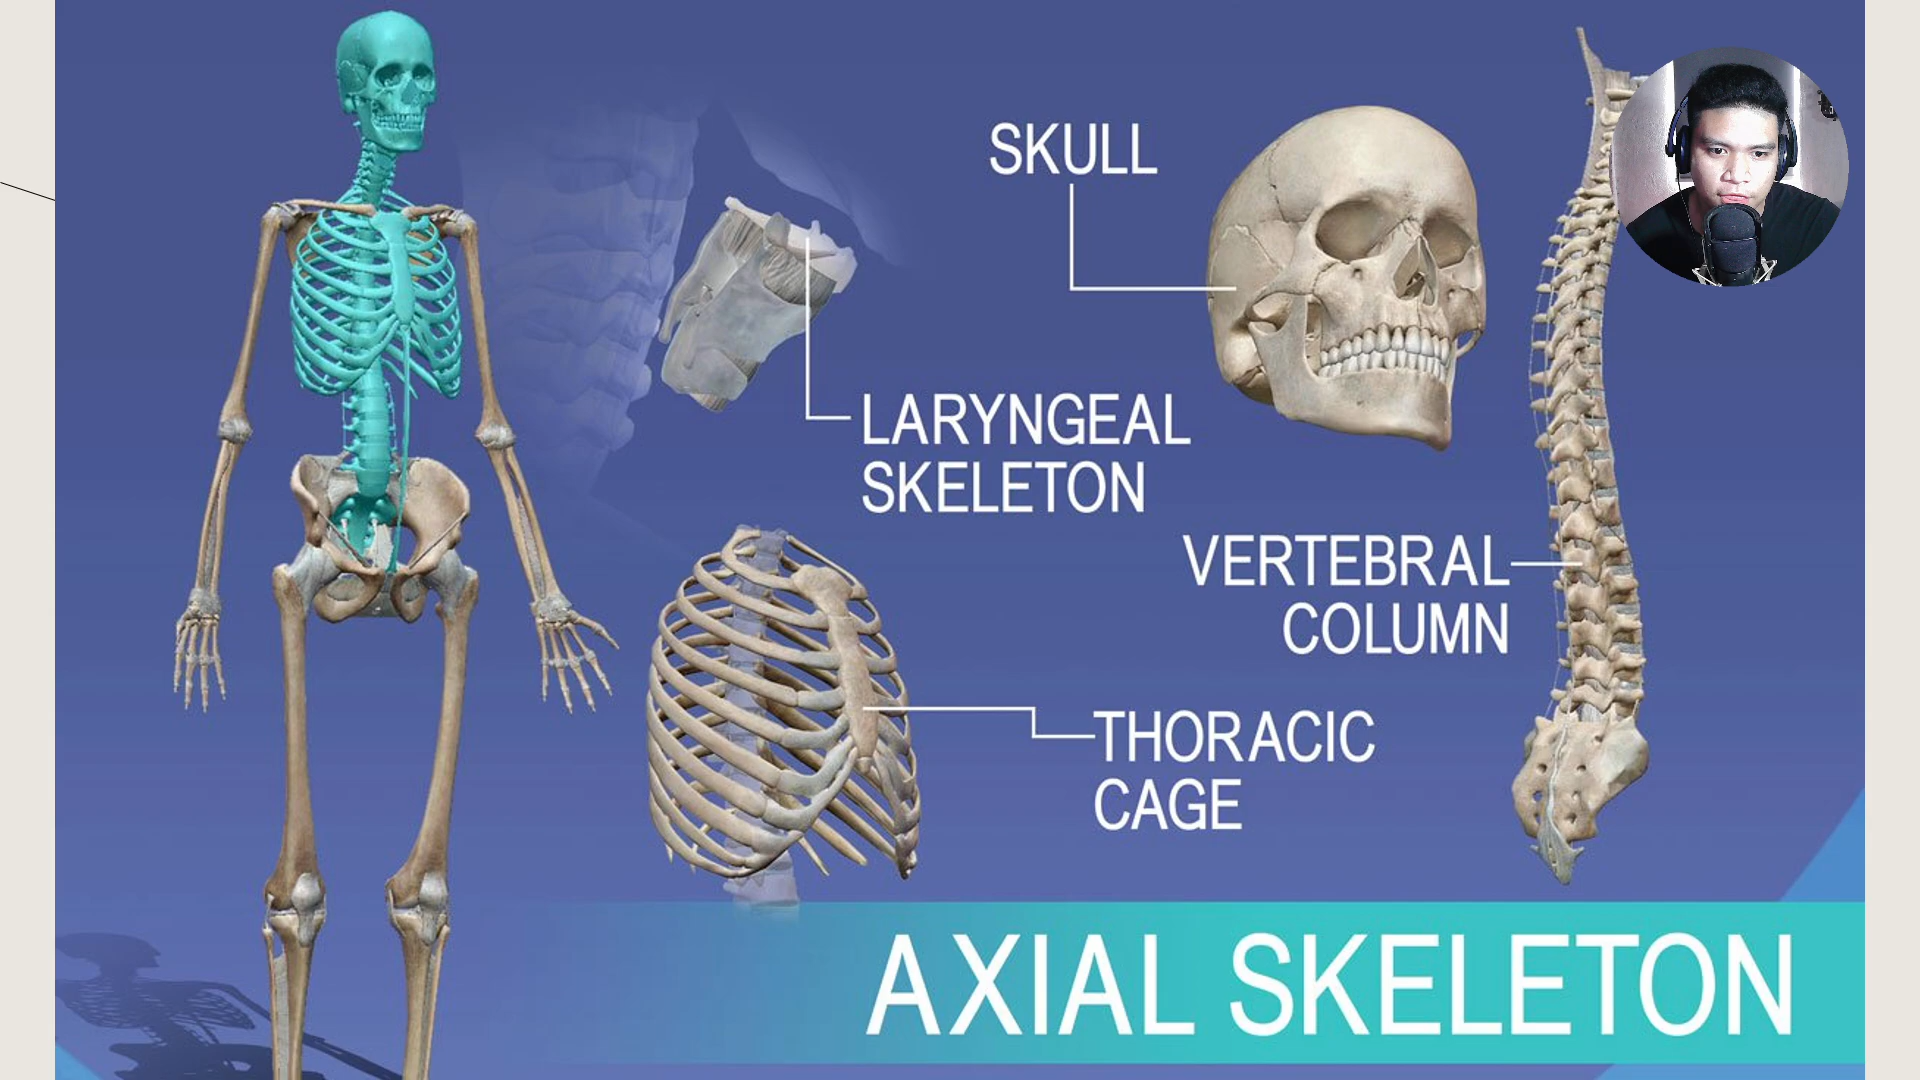 SKULL
LARYNGEAL
SKELETON
VERTEBRAL
COLUMN
THORACIC
CAGE
AXIAL SKELETON